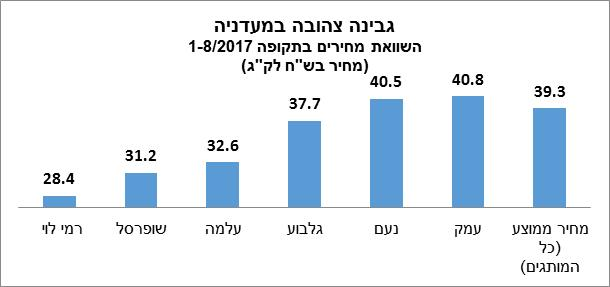 גבינה צהובה במעדניה
השוואת מחירים בתקופה 1-8/2017
(מחיר בש"ח לק"ג)
28.4
31.2
32.6
37.7
40.5
40.8
39.3
רמי לוי
שופרסל
עלמה
גלבוע
נעם
עמק
מחיר ממוצע
(כל
המותגים)